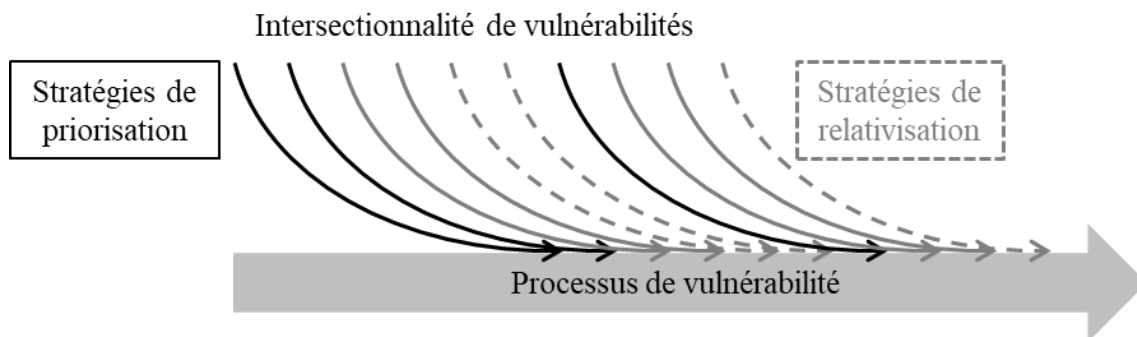 Intersectionnalité de vulnérabilités
Stratégies de
priorisation
Stratégies de
relativisation
Processus de vulnérabilité